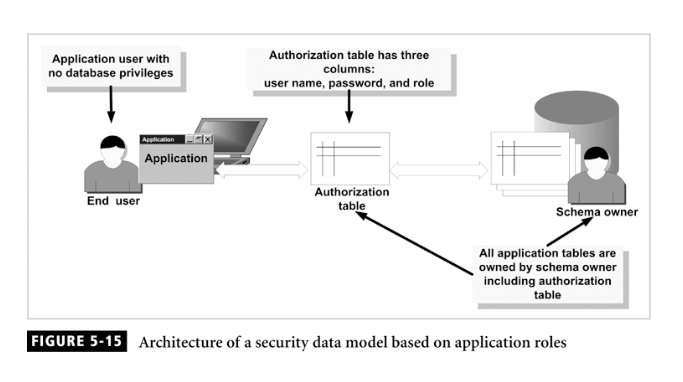 Application user with
no database privileges
Authorization table has three
columns:
user name, password, and role
Application
Application
End user
Authorization
table
Schema owner
All application tables are
owned by schema owner
including authorization
table
FIGURE 5-15 Architecture of a security data model based on application roles